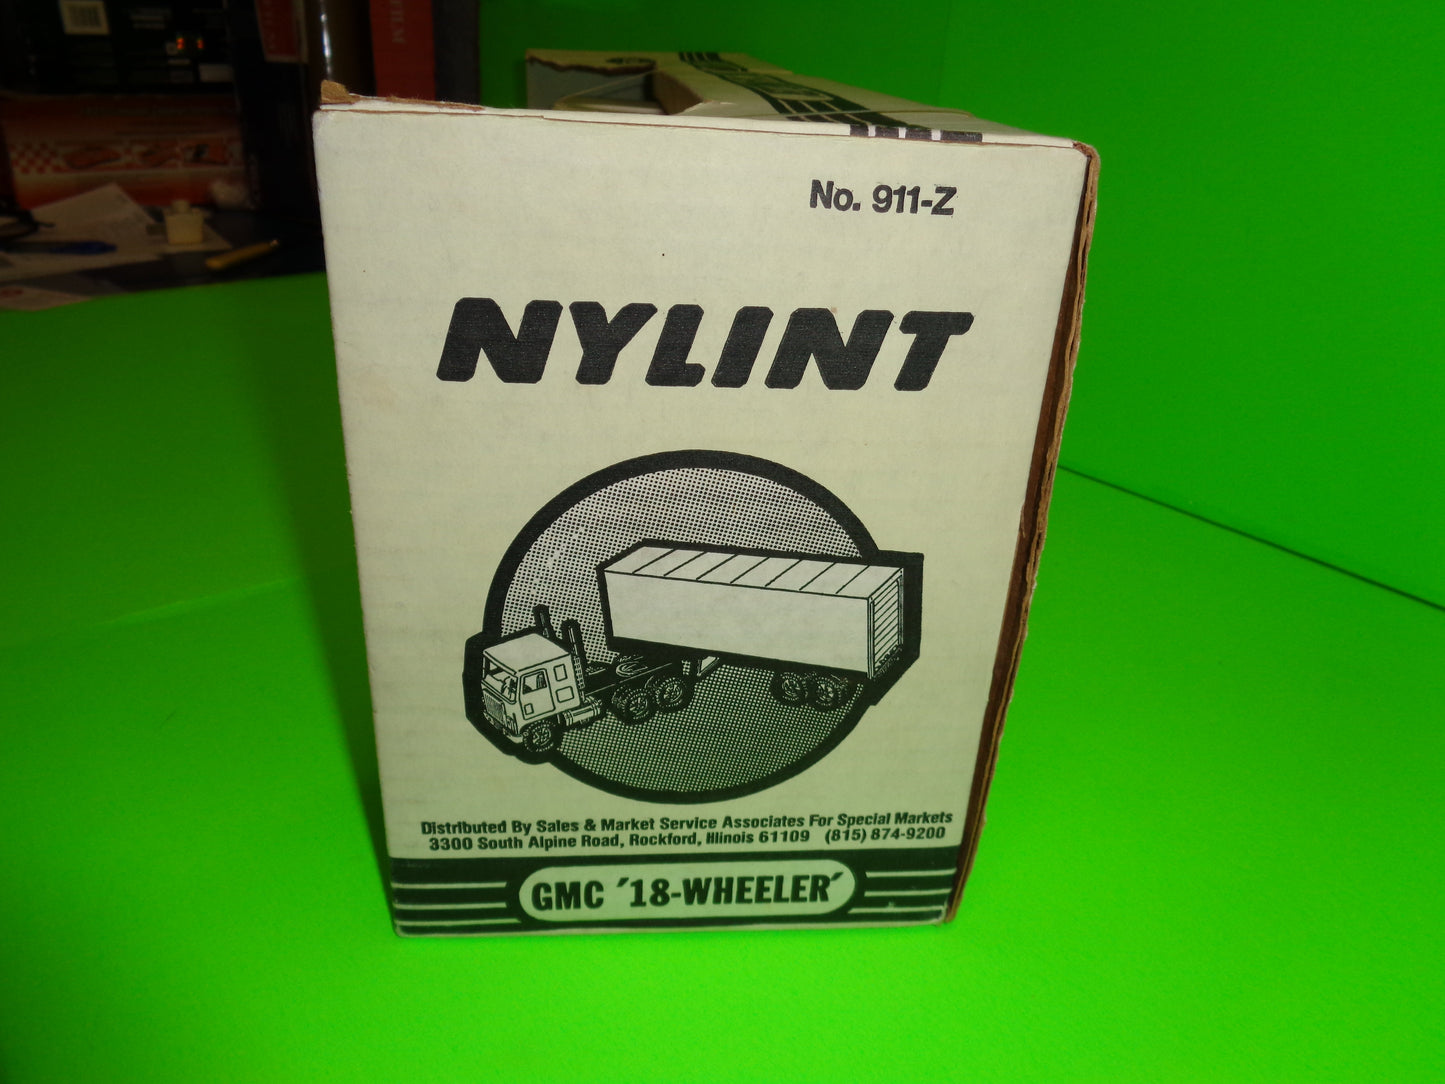 No. 911-Z
NYLINT
Distributed By Sales & Market Service Associates For Special Markets
3300 South Alpine Road, Rockford, Illinois 61109 (815) 874-9200
GMC '18-WHEELER'